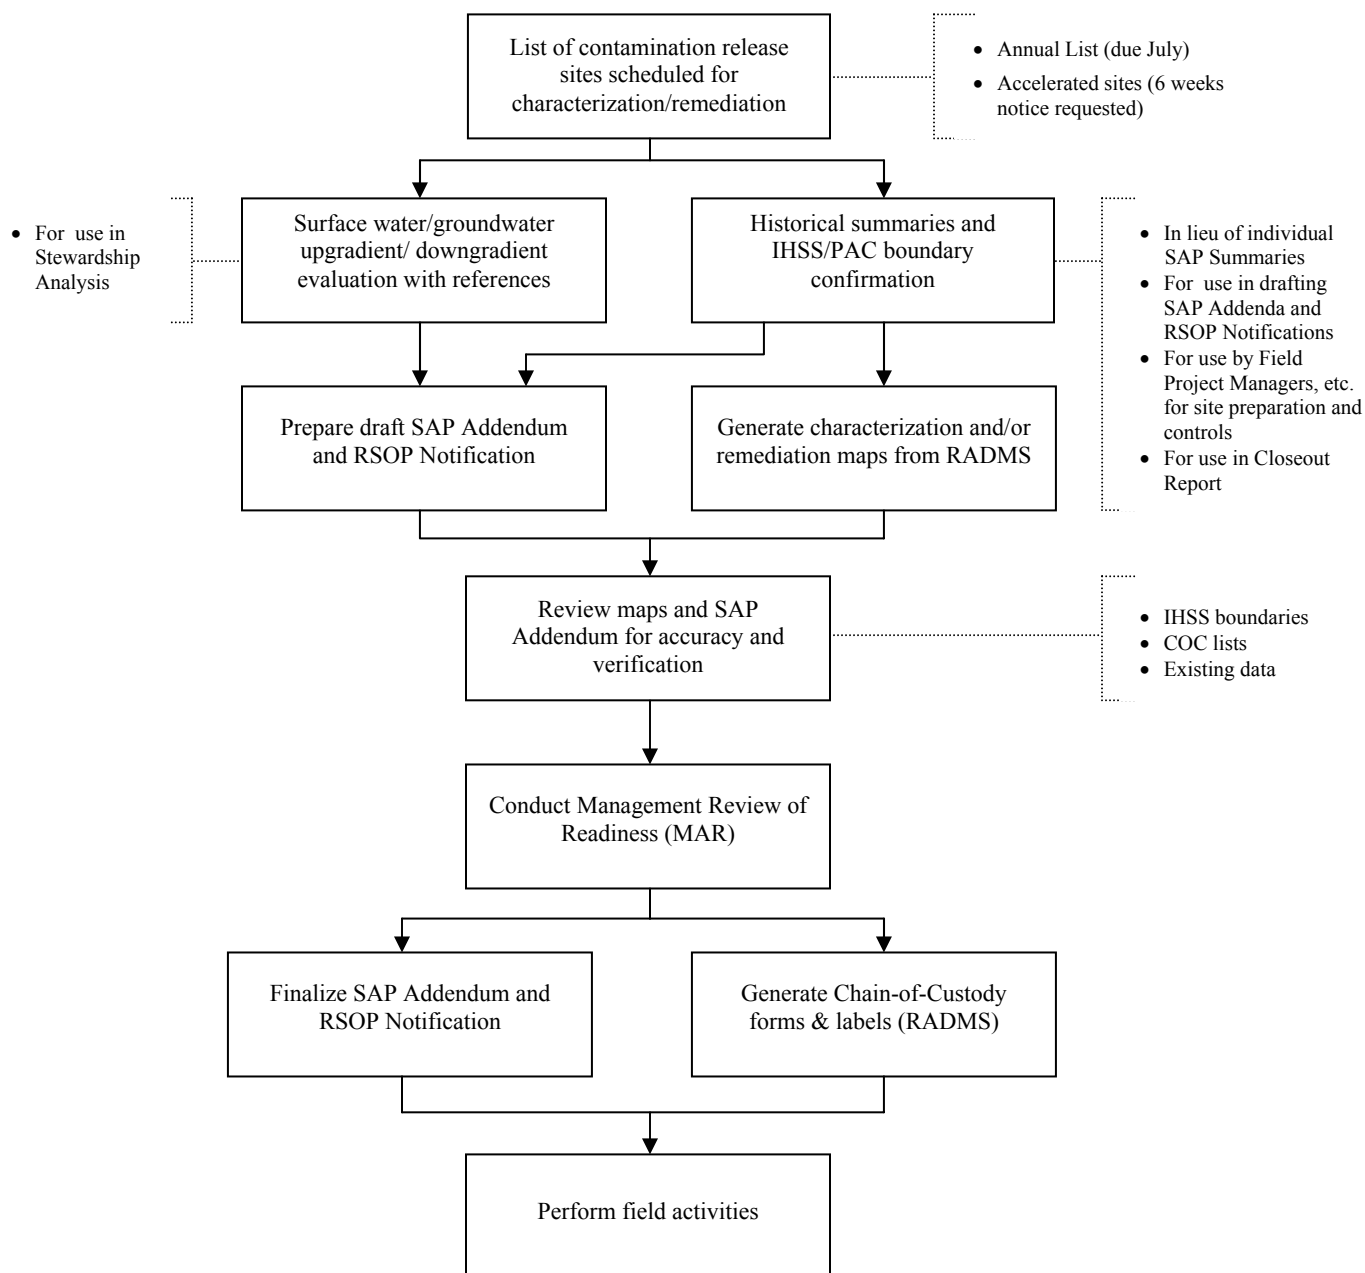 List of contamination release
sites scheduled for
characterization/remediation
• Annual List (due July)
• Accelerated sites (6 weeks
notice requested)
• For use in
Stewardship
Analysis
Surface water/groundwater
upgradient/ downgradient
evaluation with references
Historical summaries and
IHSS/PAC boundary
confirmation
• In lieu of individual
SAP Summaries
• For use in drafting
SAP Addenda and
RSOP Notifications
• For use by Field
Project Managers, etc.
for site preparation and
controls
• For use in Closeout
Report
Prepare draft SAP Addendum
and RSOP Notification
Generate characterization and/or
remediation maps from RADMS
Review maps and SAP
Addendum for accuracy and
verification
• IHSS boundaries
• COC lists
• Existing data
Conduct Management Review of
Readiness (MAR)
Finalize SAP Addendum and
RSOP Notification
Generate Chain-of-Custody
forms & labels (RADMS)
Perform field activities